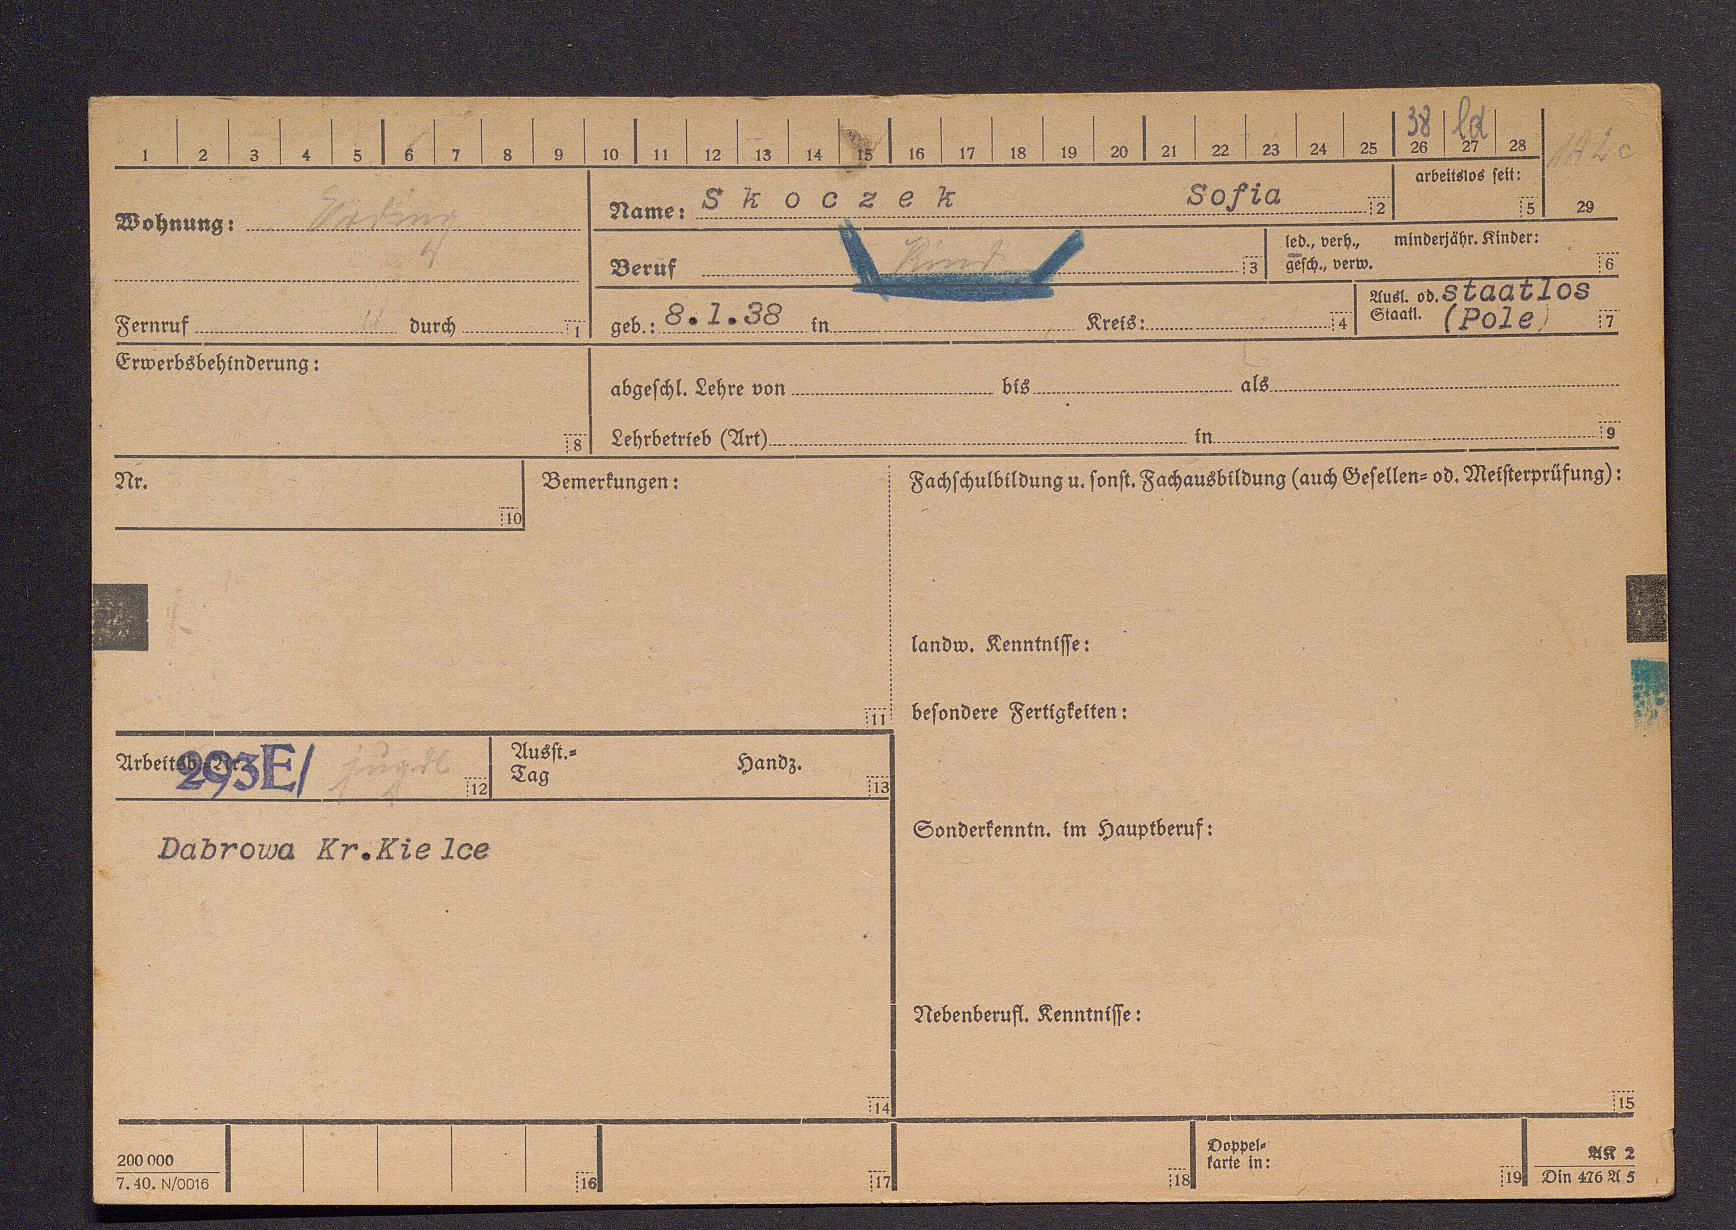 38 ld
1 2 3 4 5 6 7 8 9 10 11 12 13 14 15 16 17 18 19 20 21 22 23 24 25 26 27 28
Wohnung:
Name: Skoczek Sofia 2
arbeitslos seit:
5
29
Beruf Kind 3
led., verh., minderjähr. Kinder:
gesch., verw. 6
Fernruf durch 1
geb.: 8.1.38 in Kreis: 4
Ausl. od. staatlos
Staatl. (Pole) 7
Erwerbsbehinderung:
8
abgeschl. Lehre von bis als
Lehrbetrieb (Art) in 9
Nr.
10
Bemerkungen:
11
Fachschulbildung u. sonst. Fachausbildung (auch Gesellen= od. Meisterprüfung):
landw. Kenntnisse:
besondere Fertigkeiten:
Arbeitsb.=Nr. 293E/ jugdl 12
Ausst.=
Tag
Handz.
13
Dabrowa Kr.Kielce
14
Sonderkenntn. im Hauptberuf:
Nebenberufl. Kenntnisse:
15
200 000
7. 40. N/0016
16
17
18
Doppel=
karte in:
19
AK 2
Din 476 A 5